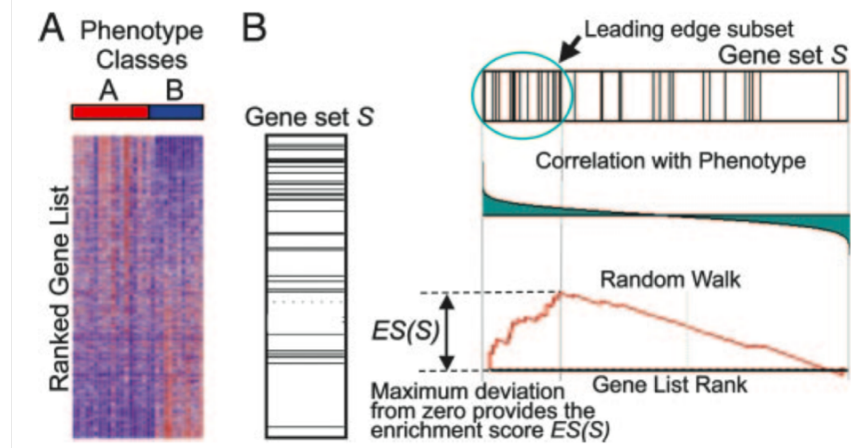 A
Phenotype
Classes
A B
Ranked Gene List
B
Gene set S
Leading edge subset
Gene set S
Correlation with Phenotype
Random Walk
ES(S)
Gene List Rank
Maximum deviation
from zero provides the
enrichment score ES(S)